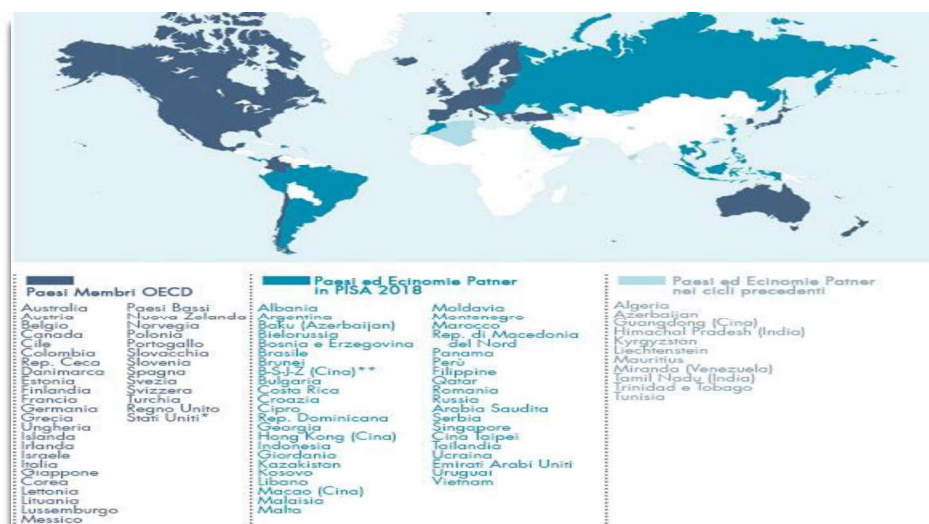 Paesi Membri OECD
Australia
Austria
Belgio
Canada
Cile
Colombia
Rep. Ceca
Danimarca
Estonia
Finlandia
Francia
Germania
Grecia
Ungheria
Islanda
Irlanda
Israele
Italia
Giappone
Corea
Lettonia
Lituania
Lussemburgo
Messico
Paesi Bassi
Nuova Zelanda
Norvegia
Polonia
Portogallo
Slovacchia
Slovenia
Spagna
Svezia
Svizzera
Turchia
Regno Unito
Stati Uniti*
Paesi ed Ecinomie Patner
in PISA 2018
Albania
Argentina
Baku (Azerbaijan)
Bielorussia
Bosnia e Erzegovina
Brasile
Brunei
B-S-J-Z (Cina)**
Bulgaria
Costa Rica
Croazia
Cipro
Rep. Dominicana
Georgia
Hong Kong (Cina)
Indonesia
Giordania
Kazakistan
Kosovo
Libano
Macao (Cina)
Malaisia
Malta
Moldavia
Montenegro
Marocco
Rep. di Macedonia
del Nord
Panama
Perù
Filippine
Qatar
Romania
Russia
Arabia Saudita
Serbia
Singapore
Cina Taipei
Tailandia
Ucraina
Emirati Arabi Uniti
Uruguai
Vietnam
Paesi ed Ecinomie Patner
nei cicli precedenti
Algeria
Azerbaijan
Guangdong (Cina)
Himachal Pradesh (India)
Kyrgyzstan
Liechtenstein
Mauritius
Miranda (Venezuela)
Tamil Nadu (India)
Trinidad e Tobago
Tunisia